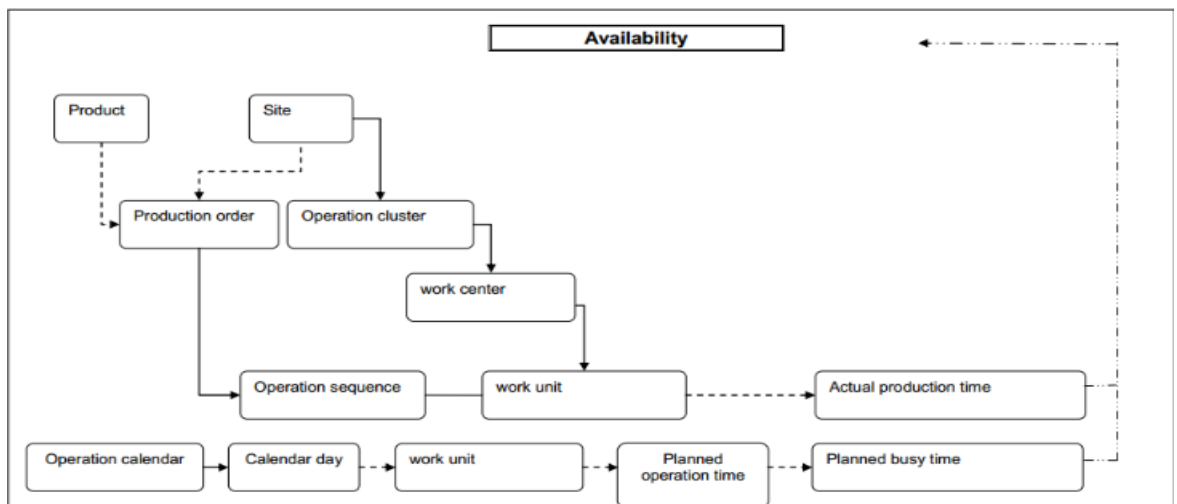 Availability
Product
Site
Production order
Operation cluster
work center
Operation sequence
work unit
Actual production time
Operation calendar
Calendar day
work unit
Planned
operation time
Planned busy time